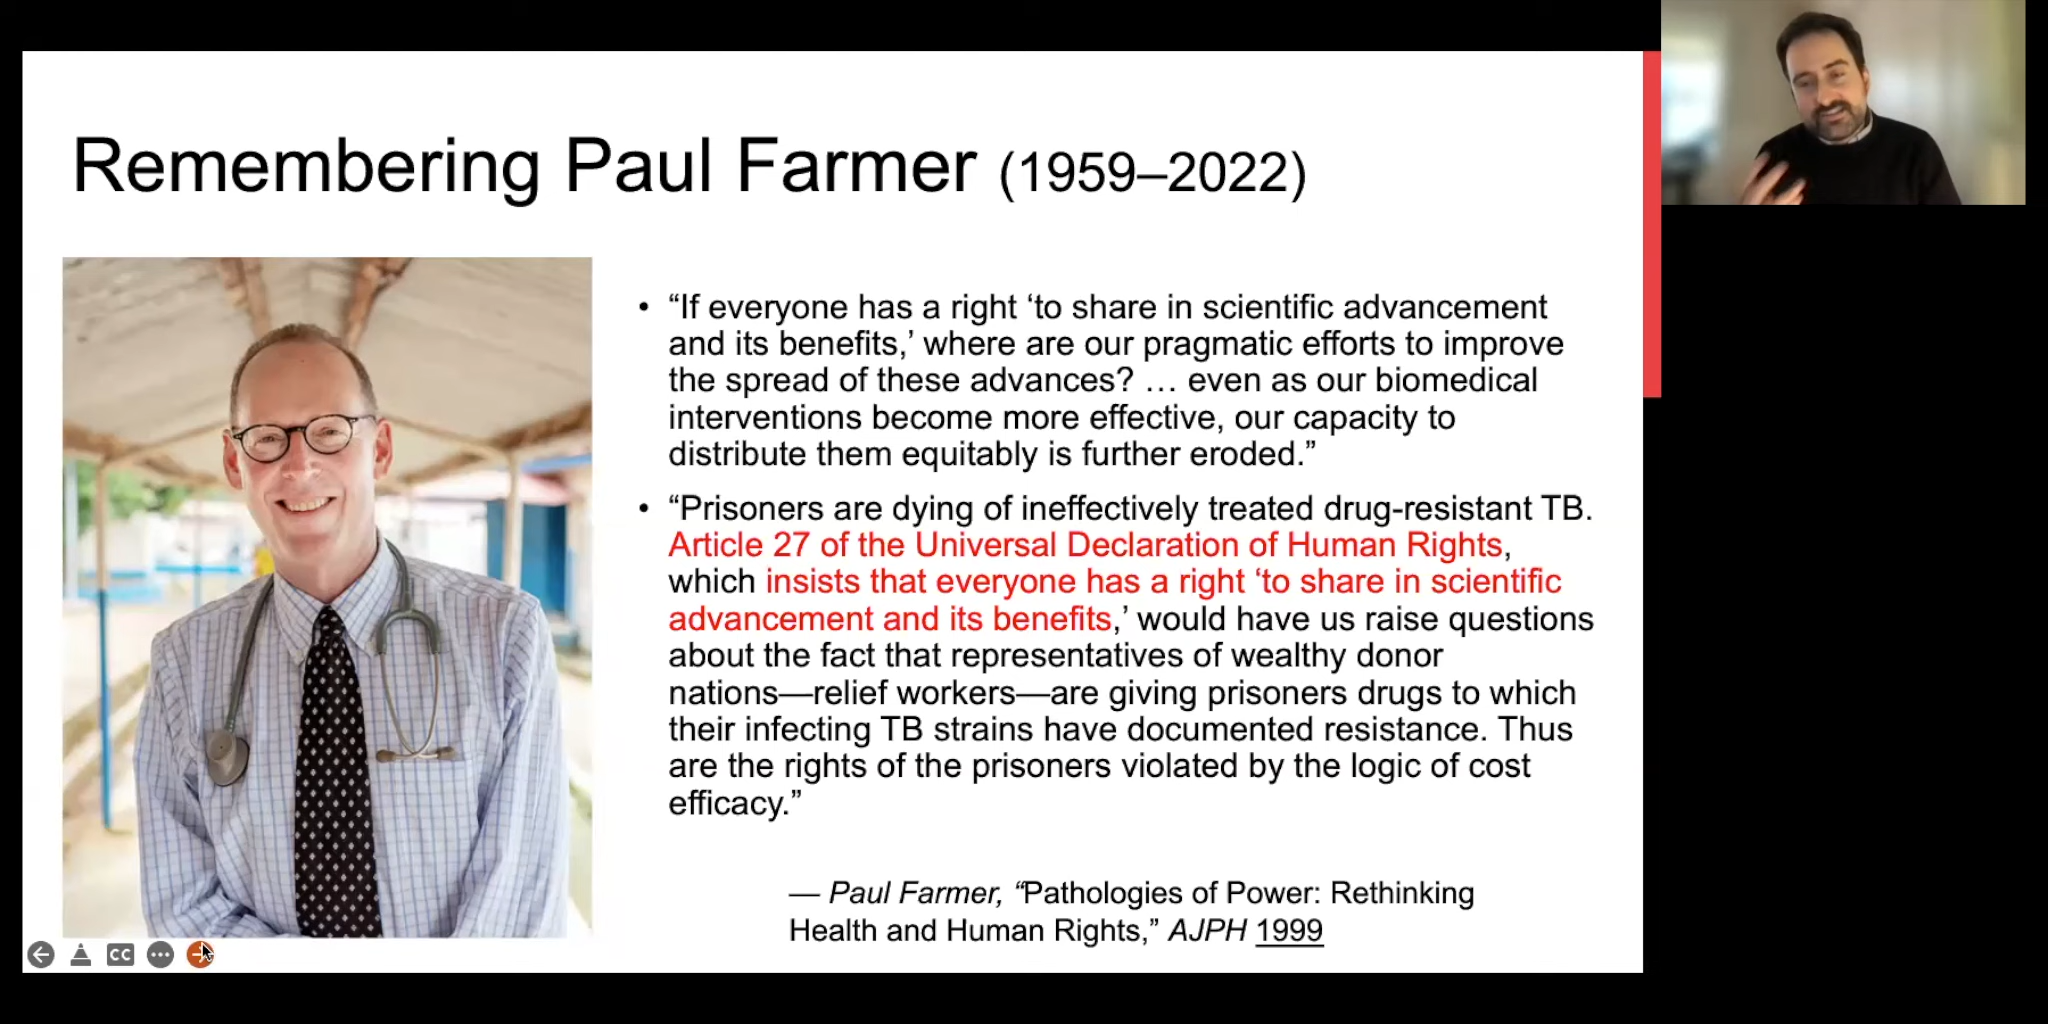 Remembering Paul Farmer (1959–2022)
• “If everyone has a right ‘to share in scientific advancement
and its benefits,’ where are our pragmatic efforts to improve
the spread of these advances? … even as our biomedical
interventions become more effective, our capacity to
distribute them equitably is further eroded.”
• “Prisoners are dying of ineffectively treated drug-resistant TB.
Article 27 of the Universal Declaration of Human Rights,
which insists that everyone has a right ‘to share in scientific
advancement and its benefits,’ would have us raise questions
about the fact that representatives of wealthy donor
nations—relief workers—are giving prisoners drugs to which
their infecting TB strains have documented resistance. Thus
are the rights of the prisoners violated by the logic of cost
efficacy.”
— Paul Farmer, “Pathologies of Power: Rethinking
Health and Human Rights,” AJPH 1999
CC